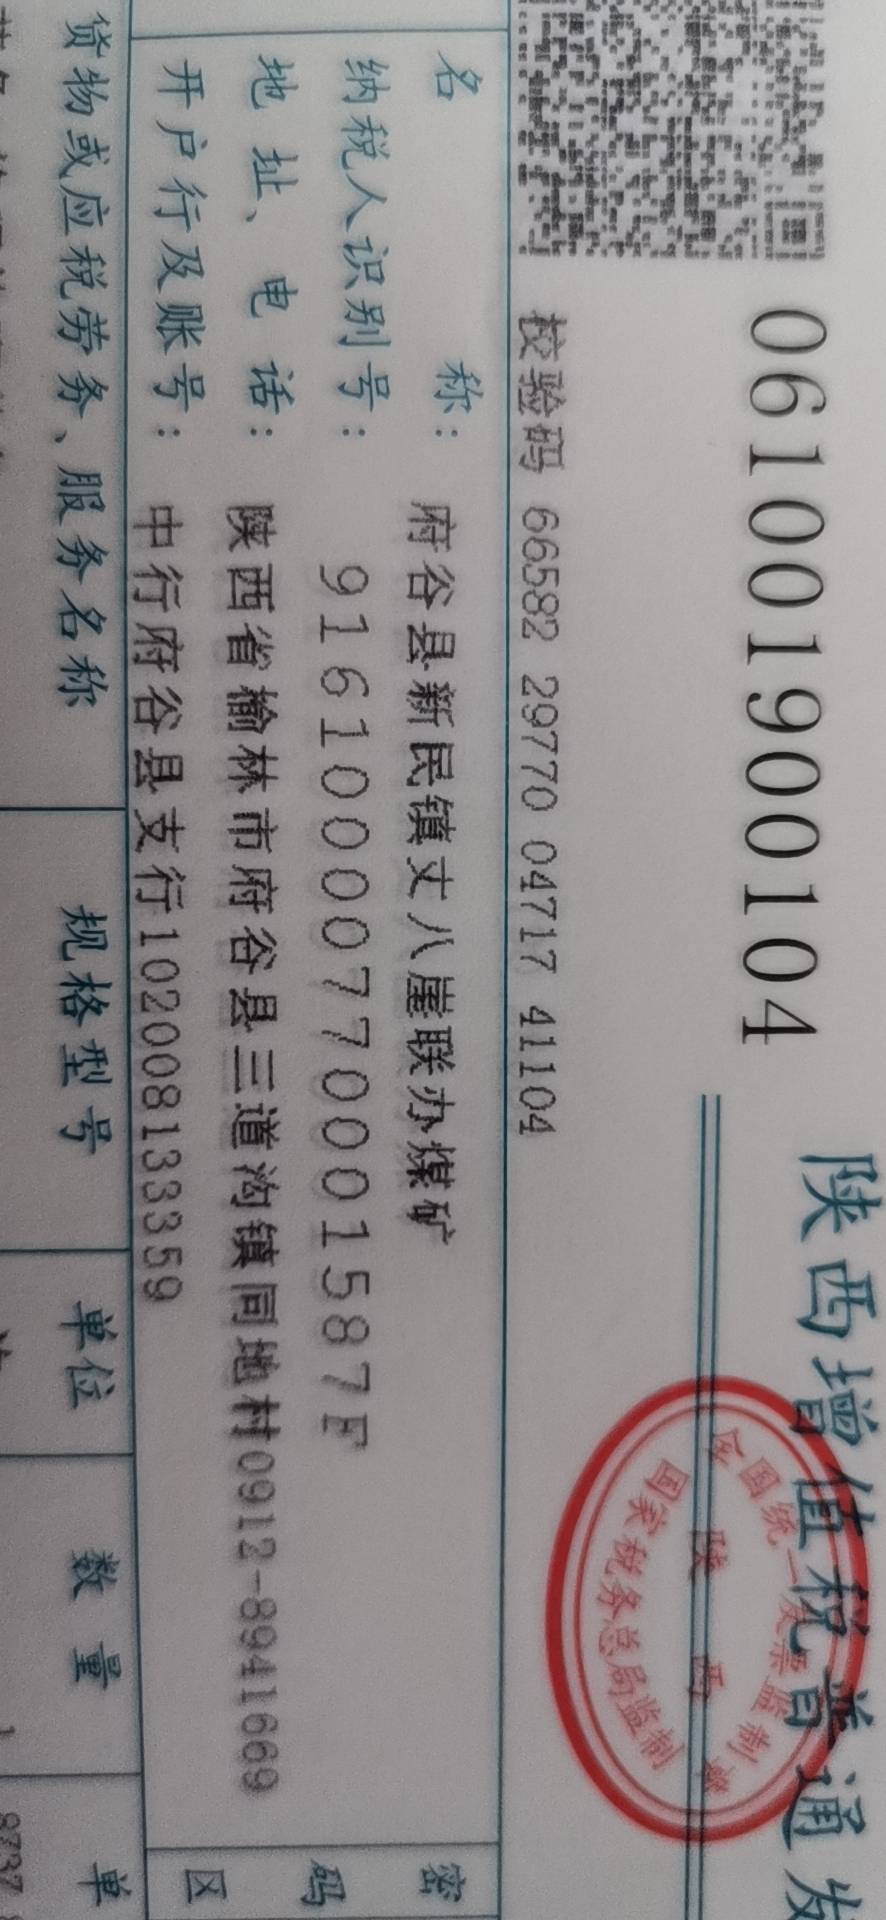 061001900104
陕西增值税普通发
校验码 66582 29770 04717 41104
全国统一发票监制章
陕西
国家税务总局监制
名称：府谷县新民镇丈八崖联办煤矿
纳税人识别号：91610000770001587F
地址、电话：陕西省榆林市府谷县三道沟镇同地村0912-8941669
开户行及账号：中行府谷县支行102008133359
密码区
货物或应税劳务、服务名称 规格型号 单位 数量 单
1 8737